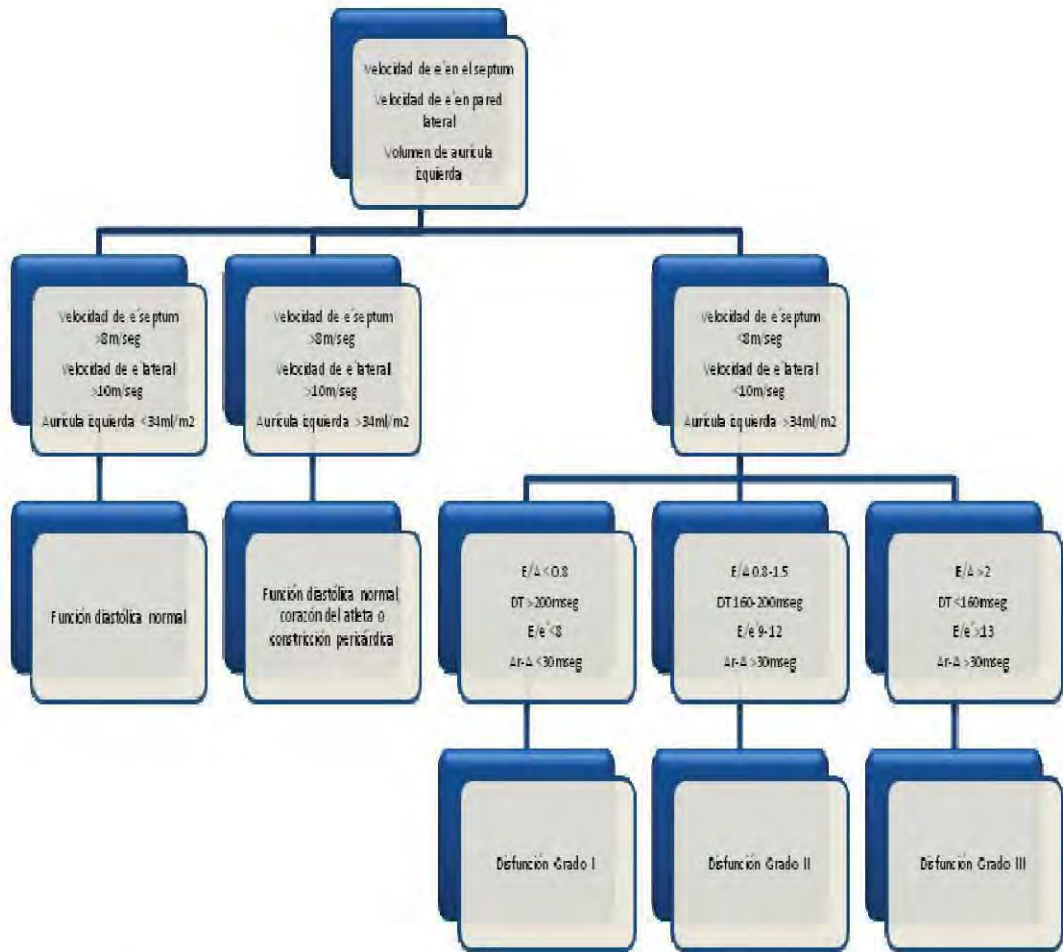 Velocidad de e´en el septum
Velocidad de e´en pared
lateral
Volumen de aurícula
izquierda
Velocidad de e´septum
>8m/seg
Velocidad de e´lateral
>10m/seg
Aurícula izquierda <34ml/m2
Velocidad de e´septum
>8m/seg
Velocidad de e´lateral
>10m/seg
Aurícula izquierda >34ml/m2
Velocidad de e´septum
<8m/seg
Velocidad de e´lateral
<10m/seg
Aurícula izquierda >34ml/m2
Función diastólica normal
Función diastólica normal,
corazón del atleta o
constricción pericárdica
E/A <0.8
DT >200mseg
E/e´<8
Ar-A <30mseg
E/A 0.8-1.5
DT 160-200mseg
E/e´9-12
Ar-A >30mseg
E/A >2
DT <160mseg
E/e´>13
Ar-A >30mseg
Disfunción Grado I
Disfunción Grado II
Disfunción Grado III